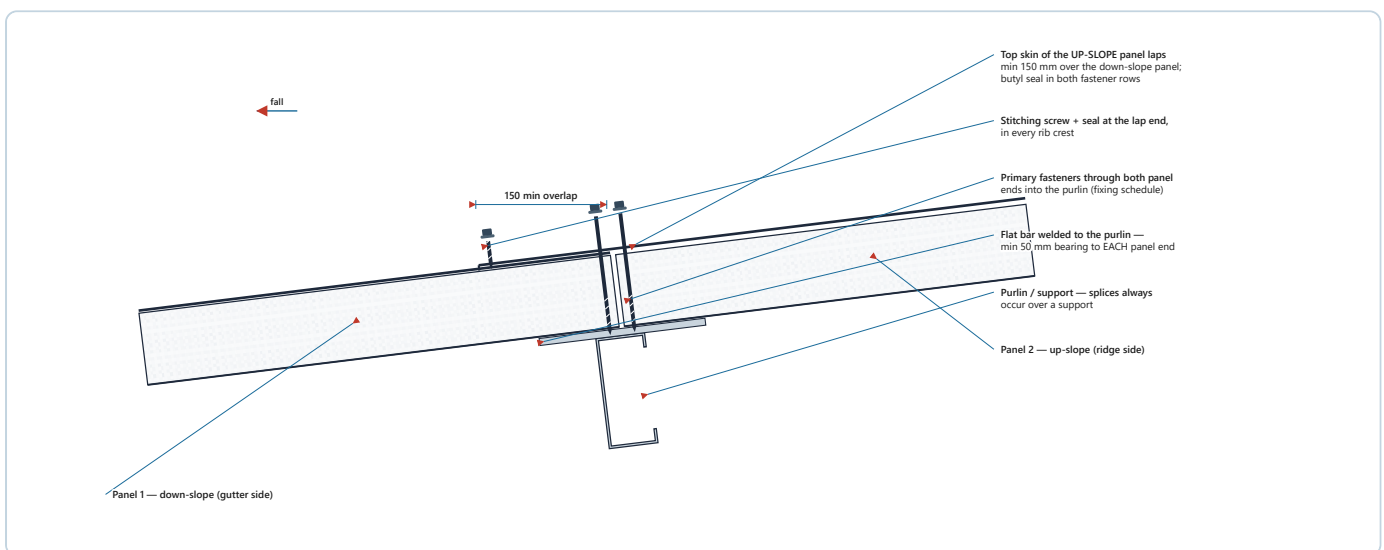 Top skin of the UP-SLOPE panel laps
min 150 mm over the down-slope panel;
butyl seal in both fastener rows
fall
Stitching screw + seal at the lap end,
in every rib crest
Primary fasteners through both panel
ends into the purlin (fixing schedule)
150 min overlap
Flat bar welded to the purlin —
min 50 mm bearing to EACH panel end
Purlin / support — splices always
occur over a support
Panel 2 — up-slope (ridge side)
Panel 1 — down-slope (gutter side)